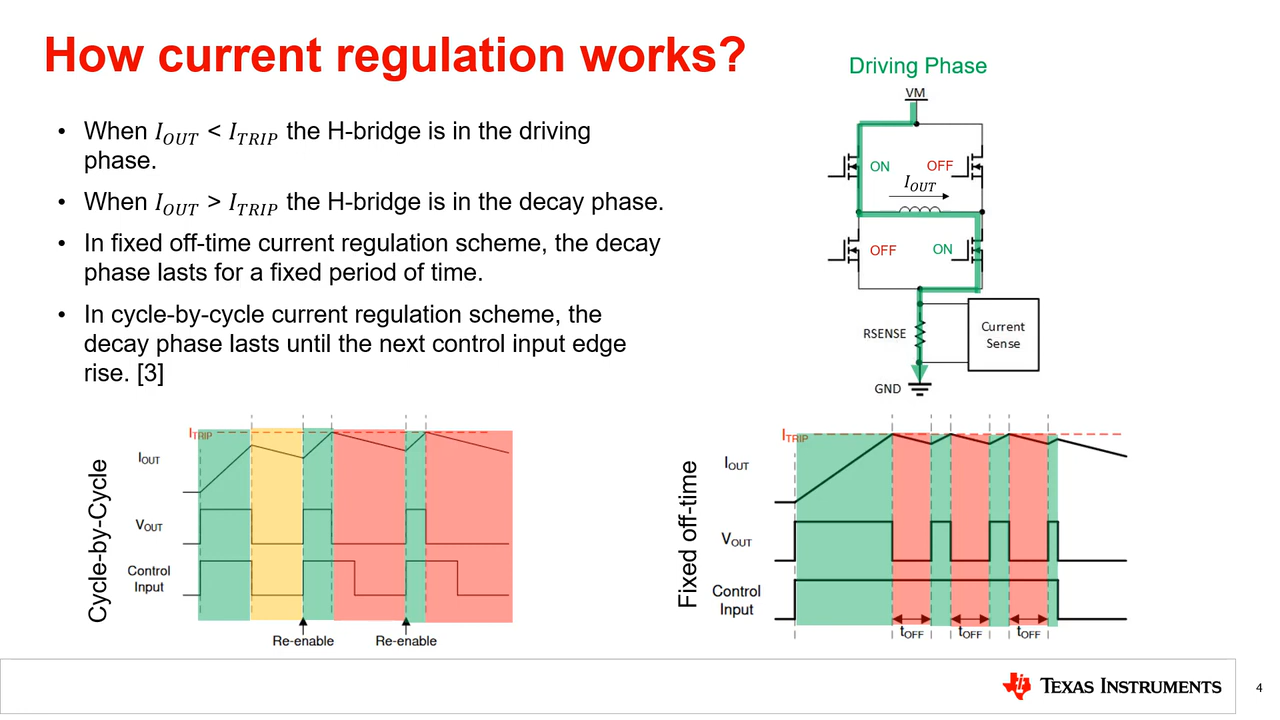 How current regulation works?
• When I_OUT < I_TRIP the H-bridge is in the driving
phase.
• When I_OUT > I_TRIP the H-bridge is in the decay phase.
• In fixed off-time current regulation scheme, the decay
phase lasts for a fixed period of time.
• In cycle-by-cycle current regulation scheme, the
decay phase lasts until the next control input edge
rise. [3]
Driving Phase
VM
ON
OFF
I_OUT
OFF
ON
RSENSE
Current
Sense
GND
Cycle-by-Cycle
I_TRIP
I_OUT
V_OUT
Control
Input
Re-enable
Re-enable
Fixed off-time
I_TRIP
I_OUT
V_OUT
Control
Input
t_OFF
t_OFF
t_OFF
TEXAS INSTRUMENTS
4